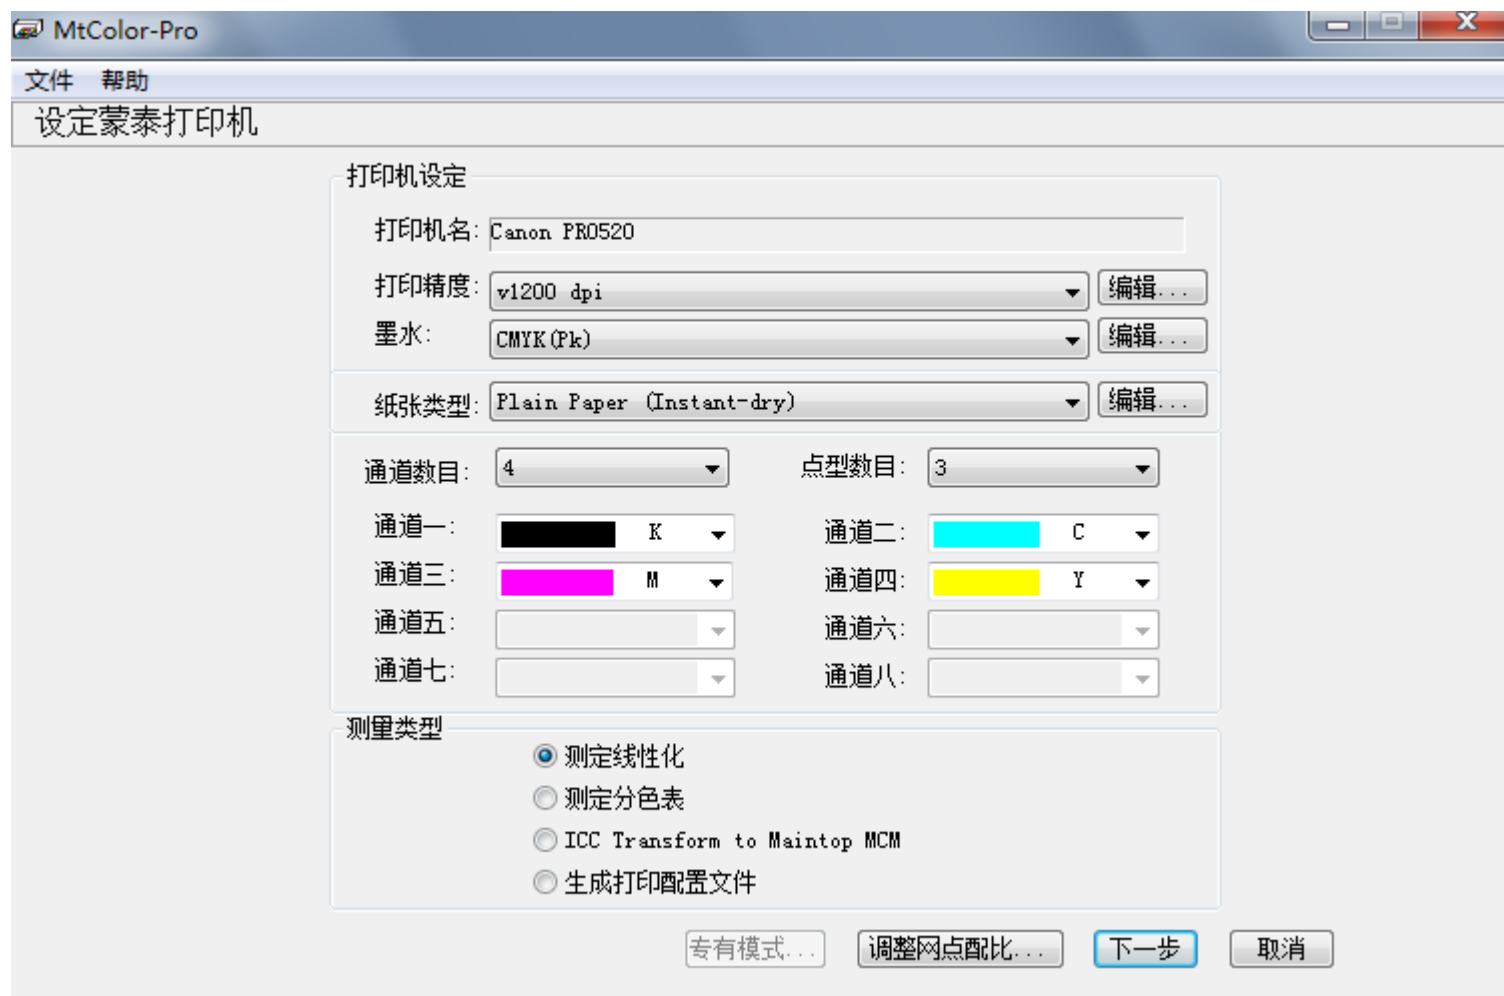 MtColor-Pro
文件 帮助
设定蒙泰打印机
打印机设定
打印机名: Canon PRO520
打印精度: v1200 dpi 编辑...
墨水: CMYK(Pk) 编辑...
纸张类型: Plain Paper (Instant-dry) 编辑...
通道数目: 4 点型数目: 3
通道一: K 通道二: C
通道三: M 通道四: Y
通道五: 通道六:
通道七: 通道八:
测量类型
测定线性化
测定分色表
ICC Transform to Maintop MCM
生成打印配置文件
专有模式... 调整网点配比... 下一步 取消